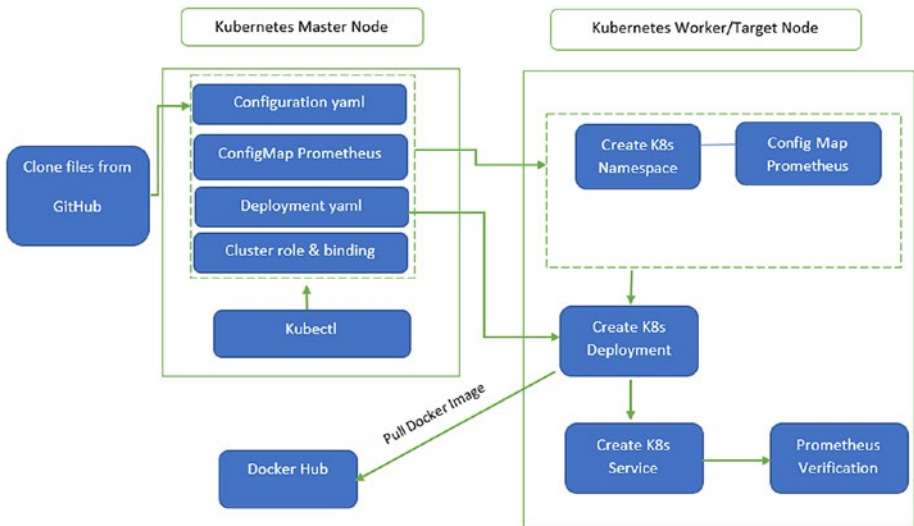 Kubernetes Master Node
Kubernetes Worker/Target Node
Clone files from
GitHub
Configuration yaml
ConfigMap Prometheus
Deployment yaml
Cluster role & binding
Kubectl
Create K8s
Namespace
Config Map
Prometheus
Create K8s
Deployment
Pull Docker Image
Docker Hub
Create K8s
Service
Prometheus
Verification